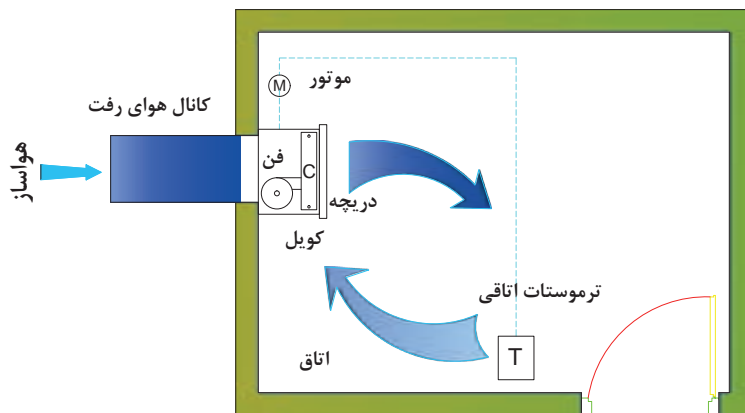 موتور
M
کانال هوای رفت
هواساز
فن
C
دریچه
کویل
ترموستات اتاقی
T
اتاق